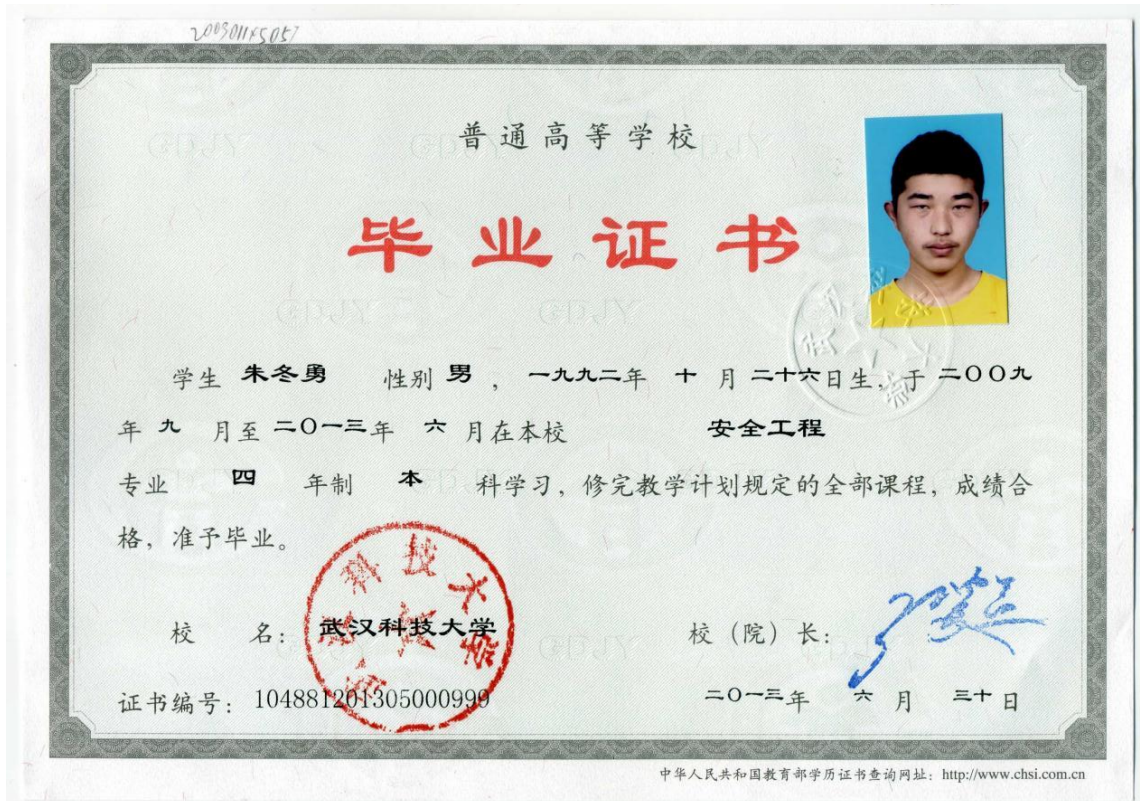 普通高等学校
毕业证书
学生 朱冬勇 性别 男 , 一九九二年 十 月 二十六日生, 于 二〇〇九
年 九 月至 二〇一三年 六 月在本校 安全工程
专业 四 年制 本 科学习, 修完教学计划规定的全部课程, 成绩合
格, 准予毕业。
校 名: 武汉科技大学 校 (院) 长:
证书编号: 104881201305000999 二〇一三年 六 月 三十日
中华人民共和国教育部学历证书查询网址: http://www.chsi.com.cn